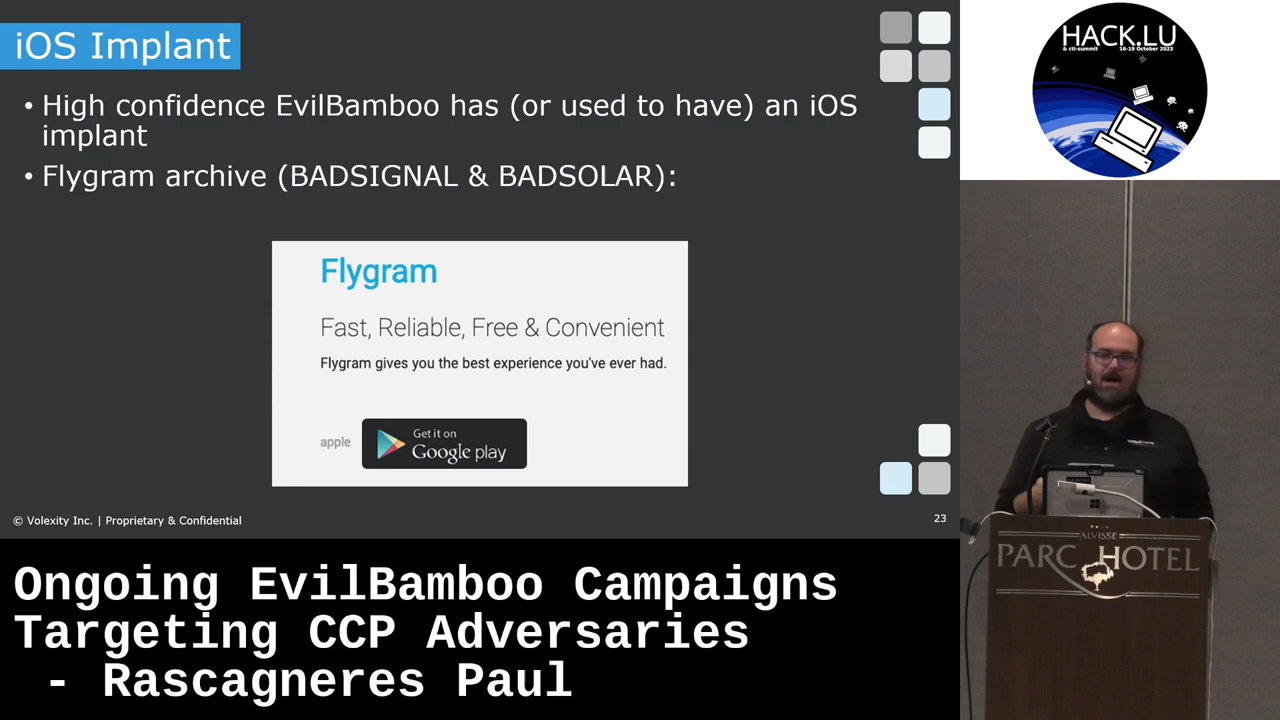 iOS Implant
• High confidence EvilBamboo has (or used to have) an iOS
implant
• Flygram archive (BADSIGNAL & BADSOLAR):
Flygram
Fast, Reliable, Free & Convenient
Flygram gives you the best experience you've ever had.
apple
Get it on
Google play
© Volexity Inc. | Proprietary & Confidential
23
HACK.LU
& cti-summit 16-19 October 2023
ALVISSE
PARC HOTEL
Ongoing EvilBamboo Campaigns
Targeting CCP Adversaries
- Rascagneres Paul